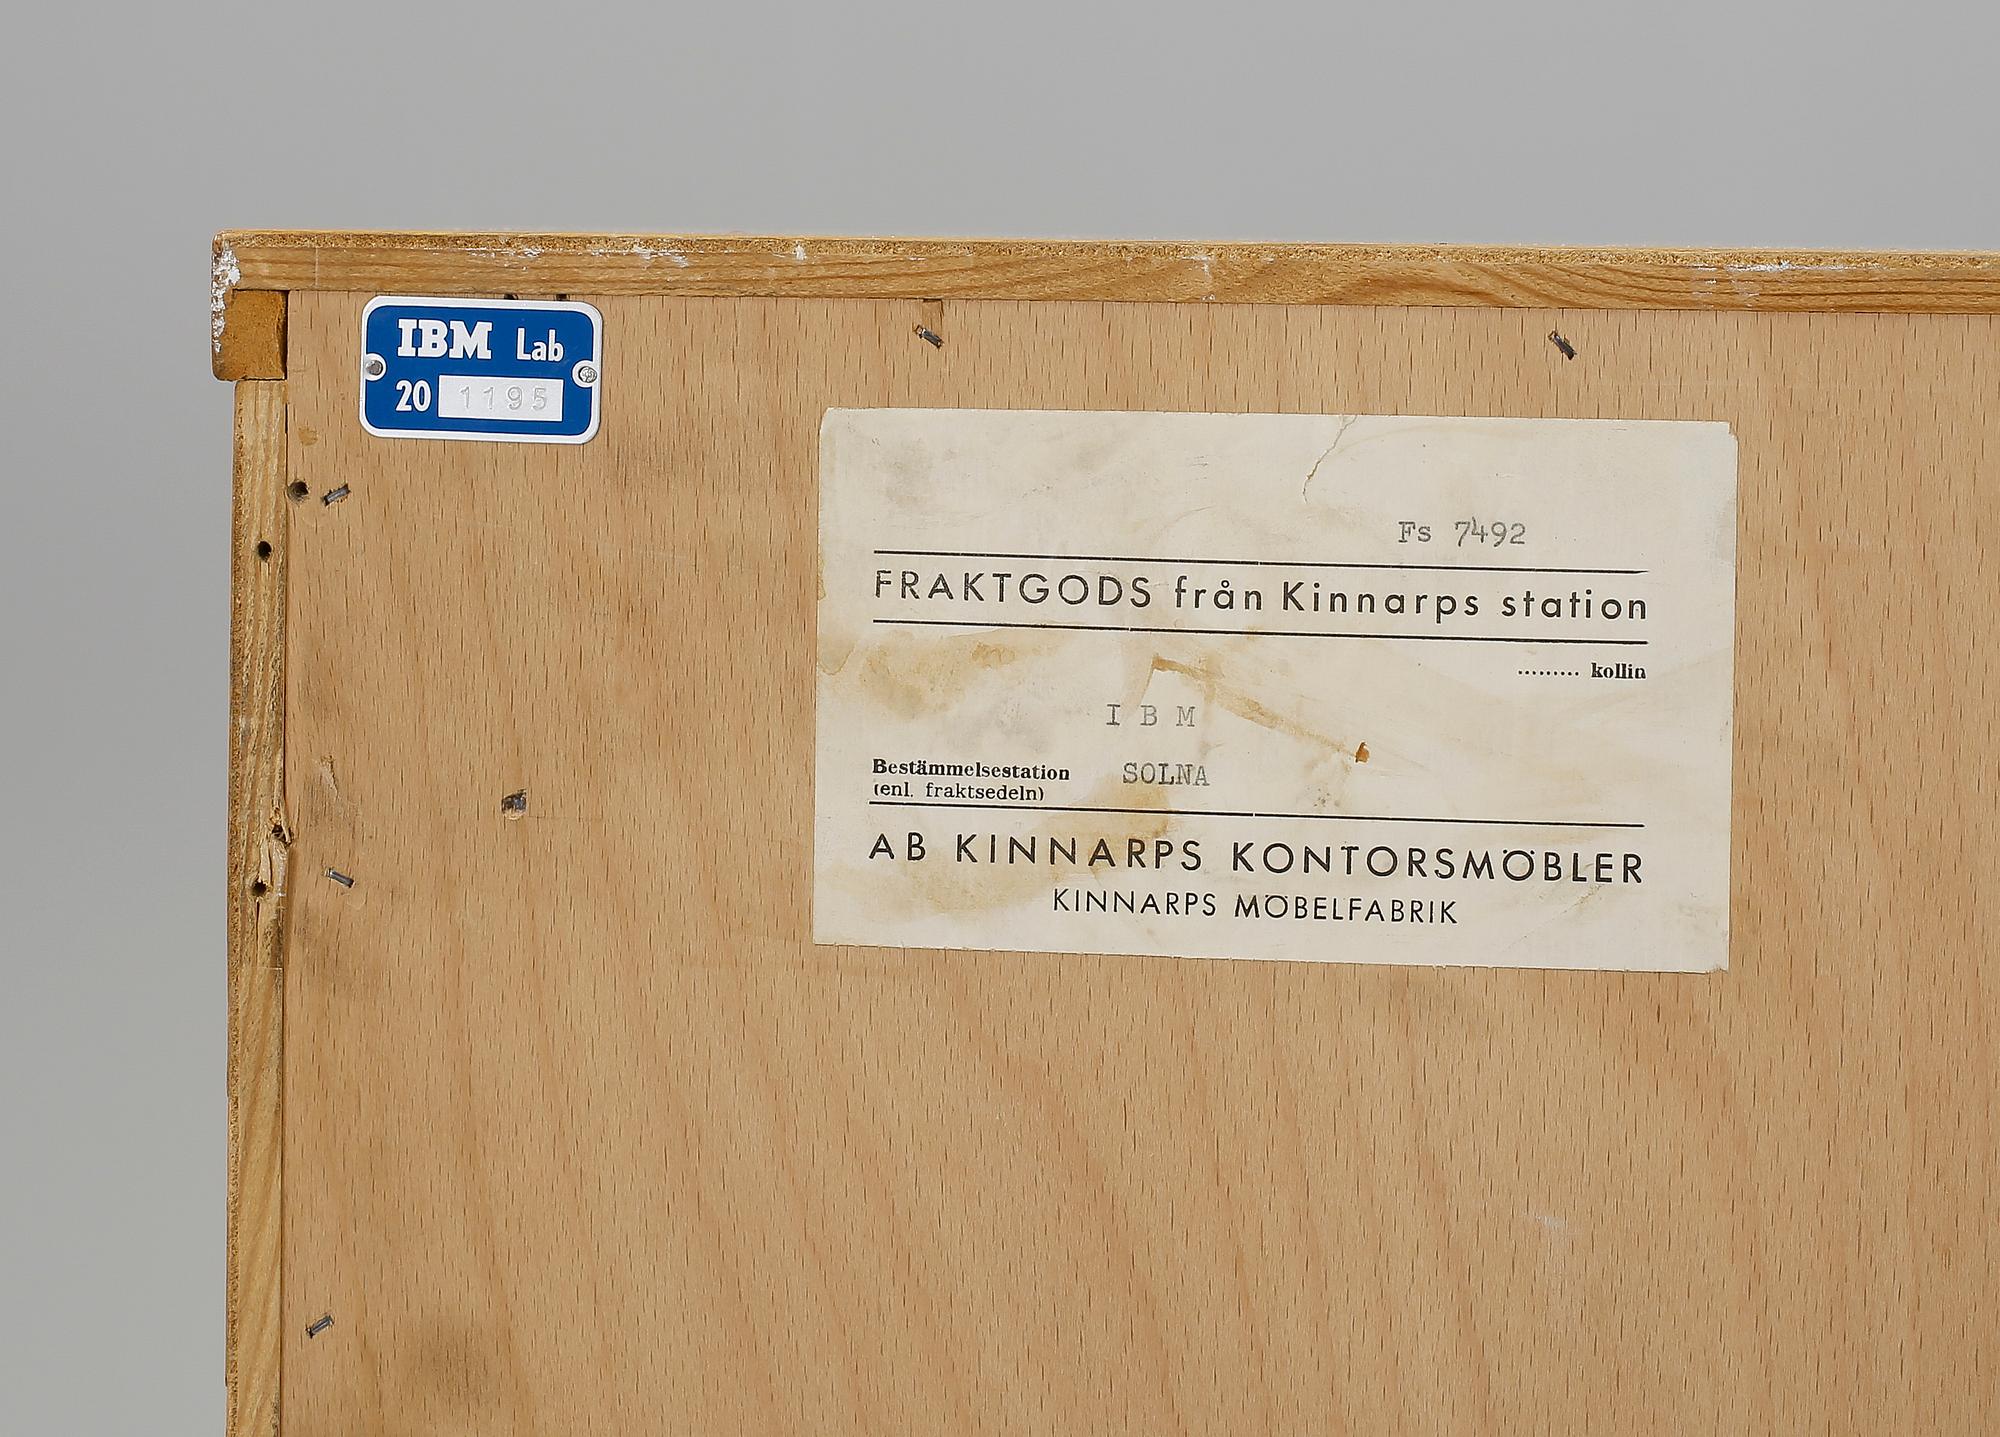 IBM Lab
20 1195
Fs 7492
FRAKTGODS från Kinnarps station
......... kollin
I B M
Bestämmelsestation SOLNA
(enl. fraktsedeln)
AB KINNARPS KONTORSMÖBLER
KINNARPS MÖBELFABRIK